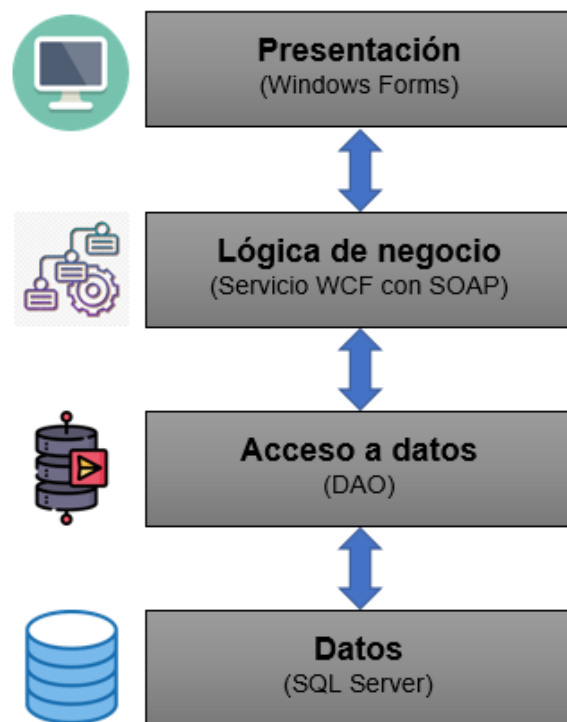 Presentación
(Windows Forms)
Lógica de negocio
(Servicio WCF con SOAP)
Acceso a datos
(DAO)
Datos
(SQL Server)